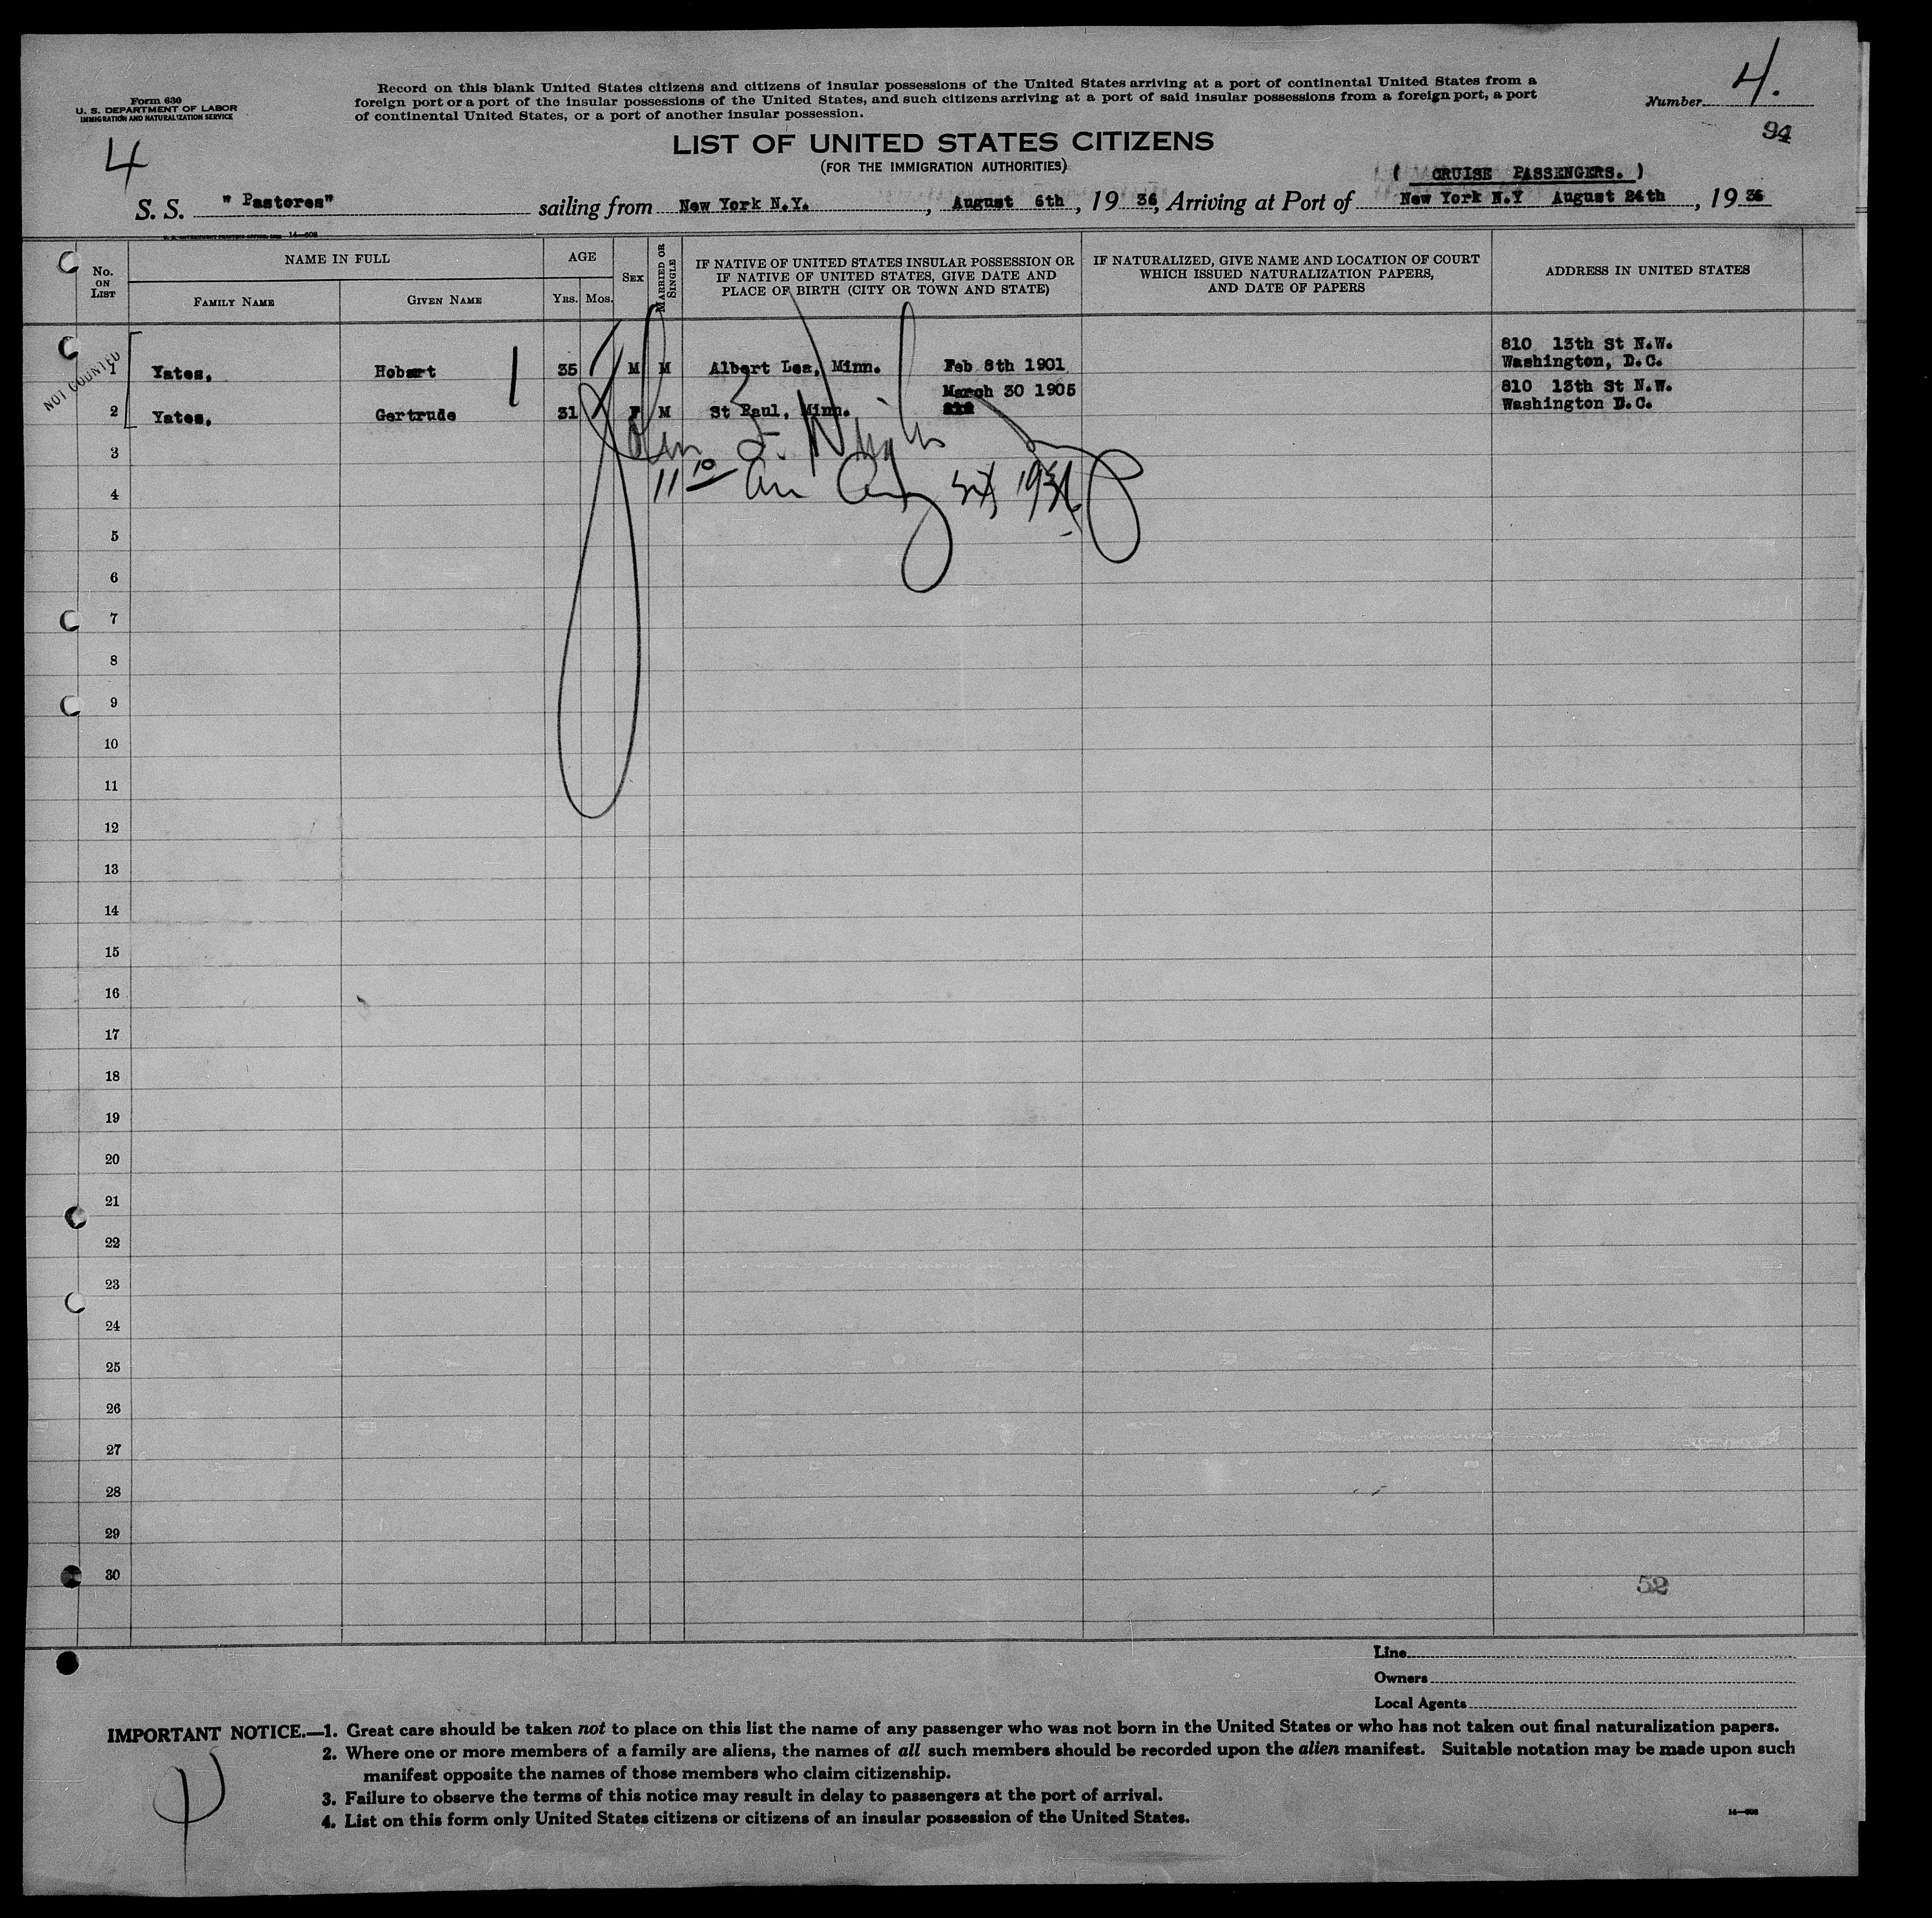 Form 630
U. S. DEPARTMENT OF LABOR
IMMIGRATION AND NATURALIZATION SERVICE
Record on this blank United States citizens and citizens of insular possessions of the United States arriving at a port of continental United States from a
foreign port or a port of the insular possessions of the United States, and such citizens arriving at a port of said insular possessions from a foreign port, a port
of continental United States, or a port of another insular possession.
Number 4.
94
4
LIST OF UNITED STATES CITIZENS
(FOR THE IMMIGRATION AUTHORITIES)
( CRUISE PASSENGERS. )
S. S. " Pastores" sailing from New York N.Y. , August 6th , 19 36, Arriving at Port of New York N.Y August 24th , 19 36
14—608
No. ON LIST
NAME IN FULL
FAMILY NAME
GIVEN NAME
AGE
YRS. MOS.
SEX
MARRIED OR SINGLE
IF NATIVE OF UNITED STATES INSULAR POSSESSION OR
IF NATIVE OF UNITED STATES, GIVE DATE AND
PLACE OF BIRTH (CITY OR TOWN AND STATE)
IF NATURALIZED, GIVE NAME AND LOCATION OF COURT
WHICH ISSUED NATURALIZATION PAPERS,
AND DATE OF PAPERS
ADDRESS IN UNITED STATES
NOT COUNTED
810 13th St N.W.
1 Yates, Hobart 35 M M Albert Lea, Minn. Feb 8th 1901 Washington, D.C.
March 30 1905 810 13th St N.W.
2 Yates, Gertrude 31 F M St Paul, Minn. Washington D.C.
3
4
5
6
7
8
9
10
11
12
13
14
15
16
17
18
19
20
21
22
23
24
25
26
27
28
29
30
52
Line
Owners
Local Agents
IMPORTANT NOTICE.—1. Great care should be taken not to place on this list the name of any passenger who was not born in the United States or who has not taken out final naturalization papers.
2. Where one or more members of a family are aliens, the names of all such members should be recorded upon the alien manifest. Suitable notation may be made upon such
manifest opposite the names of those members who claim citizenship.
3. Failure to observe the terms of this notice may result in delay to passengers at the port of arrival.
4. List on this form only United States citizens or citizens of an insular possession of the United States.
14—608